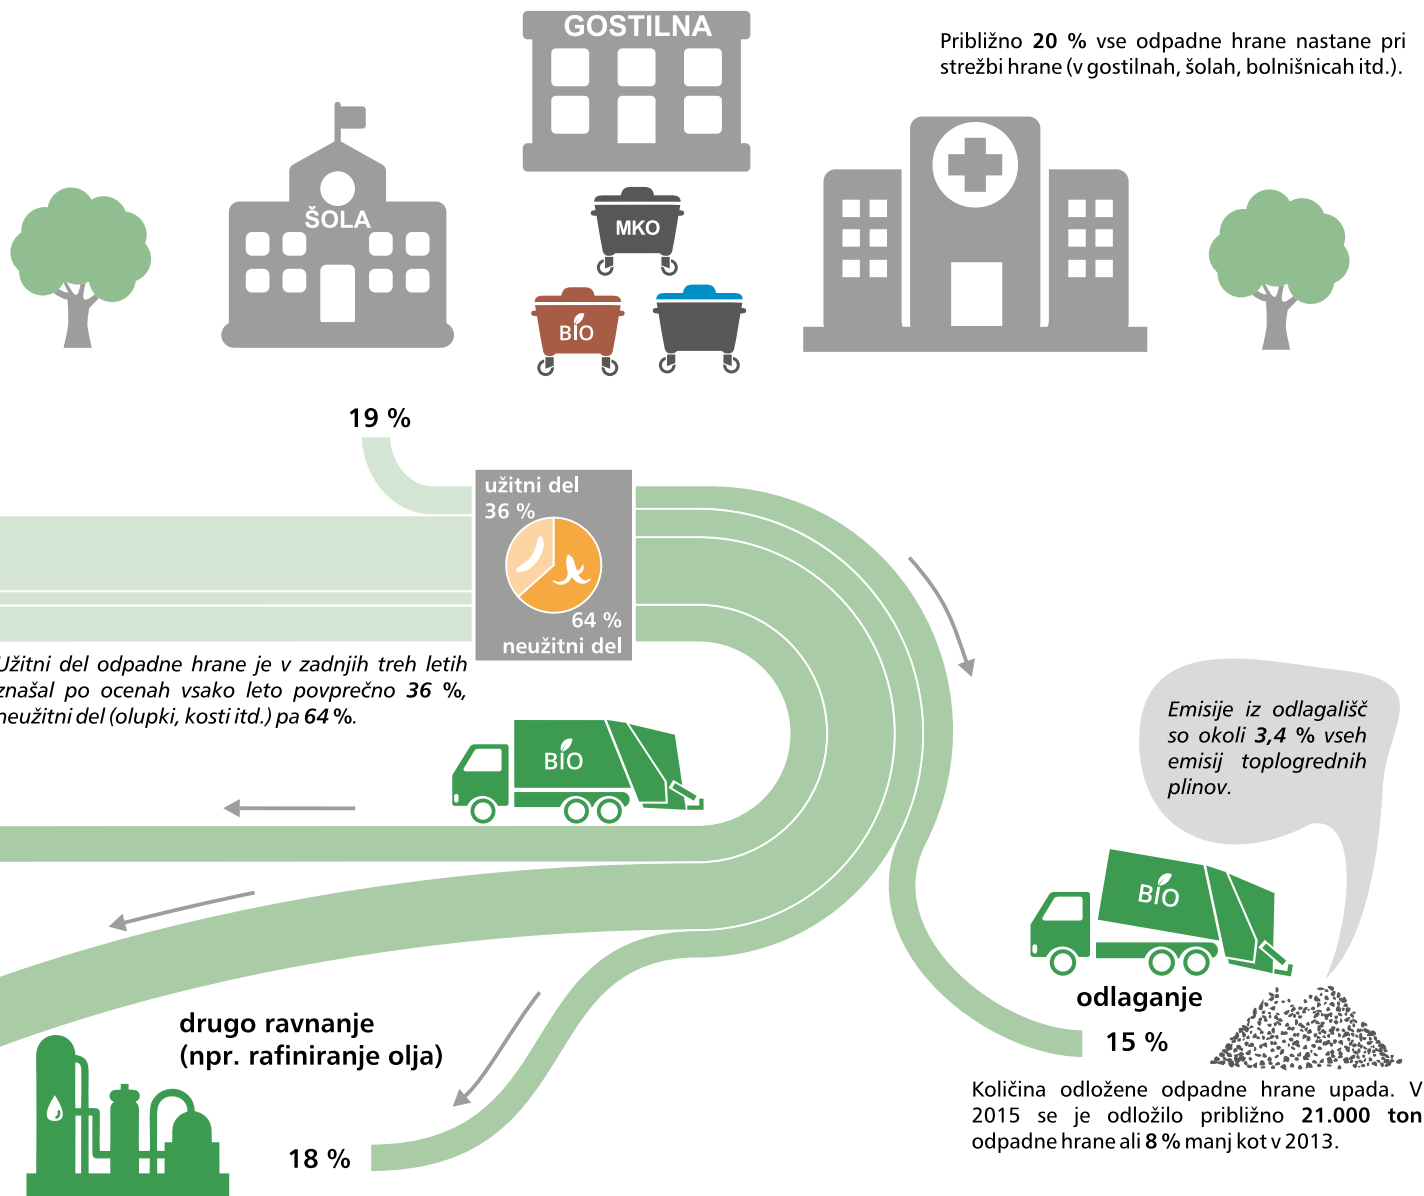 GOSTILNA
Približno 20 % vse odpadne hrane nastane pri
strežbi hrane (v gostilnah, šolah, bolnišnicah itd.).
ŠOLA
MKO
BIO
19 %
užitni del
36 %
64 %
neužitni del
Užitni del odpadne hrane je v zadnjih treh letih
znašal po ocenah vsako leto povprečno 36 %,
neužitni del (olupki, kosti itd.) pa 64 %.
BIO
Emisije iz odlagališč
so okoli 3,4 % vseh
emisij toplogrednih
plinov.
BIO
odlaganje
15 %
drugo ravnanje
(npr. rafiniranje olja)
18 %
Količina odložene odpadne hrane upada. V
2015 se je odložilo približno 21.000 ton
odpadne hrane ali 8 % manj kot v 2013.